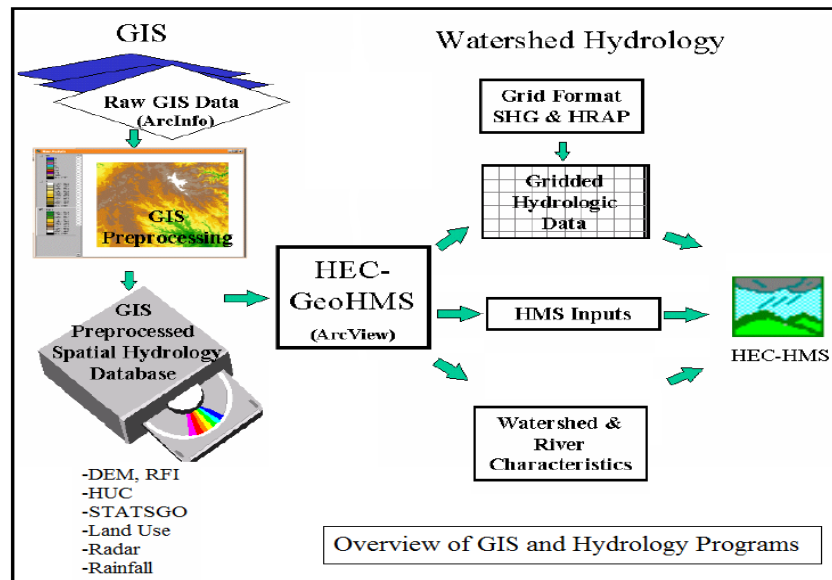 GIS
Raw GIS Data
(ArcInfo)
GIS
Preprocessing
GIS
Preprocessed
Spatial Hydrology
Database
-DEM, RFI
-HUC
-STATSGO
-Land Use
-Radar
-Rainfall
HEC-
GeoHMS
(ArcView)
Watershed Hydrology
Grid Format
SHG & HRAP
Gridded
Hydrologic
Data
HMS Inputs
Watershed &
River
Characteristics
HEC-HMS
Overview of GIS and Hydrology Programs